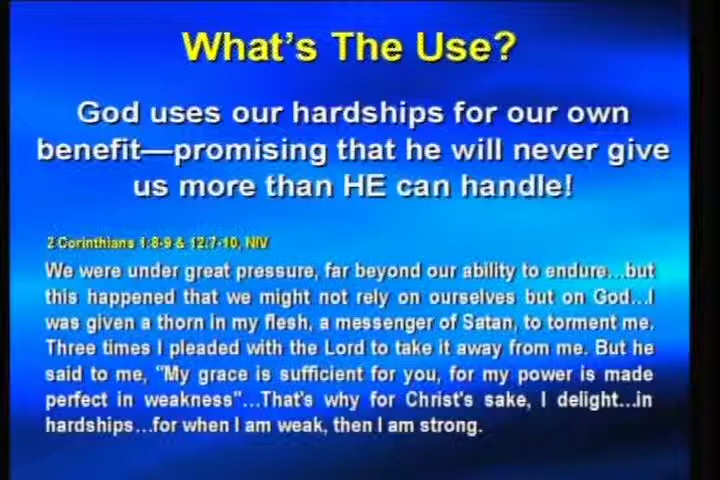 What's The Use?
God uses our hardships for our own
benefit—promising that he will never give
us more than HE can handle!
2 Corinthians 1:8-9 & 12:7-10, NIV
We were under great pressure, far beyond our ability to endure...but
this happened that we might not rely on ourselves but on God...I
was given a thorn in my flesh, a messenger of Satan, to torment me.
Three times I pleaded with the Lord to take it away from me. But he
said to me, "My grace is sufficient for you, for my power is made
perfect in weakness"...That's why for Christ's sake, I delight...in
hardships...for when I am weak, then I am strong.